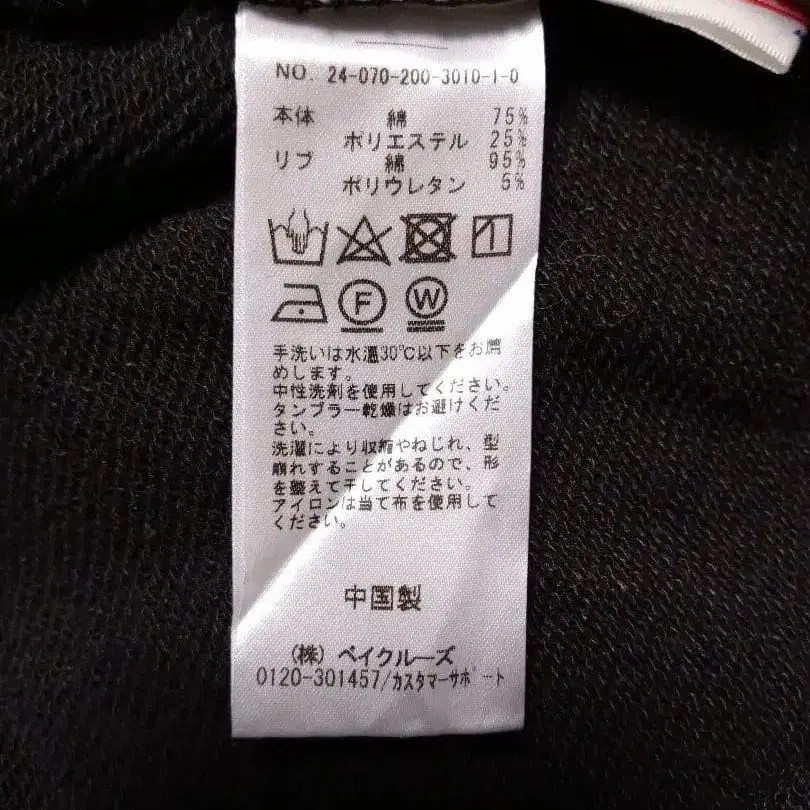 NO. 24-070-200-3010-1-0
本体 綿 75%
ポリエステル 25%
リブ 綿 95%
ポリウレタン 5%
F W
手洗いは水温30℃以下をお薦
めします。
中性洗剤を使用してください。
タンブラー乾燥はお避けくだ
さい。
洗濯により収縮やねじれ、型
崩れすることがあるので、形
を整えて干してください。
アイロンは当て布を使用して
ください。
中国製
(株) ベイクルーズ
0120-301457/カスタマーサポート